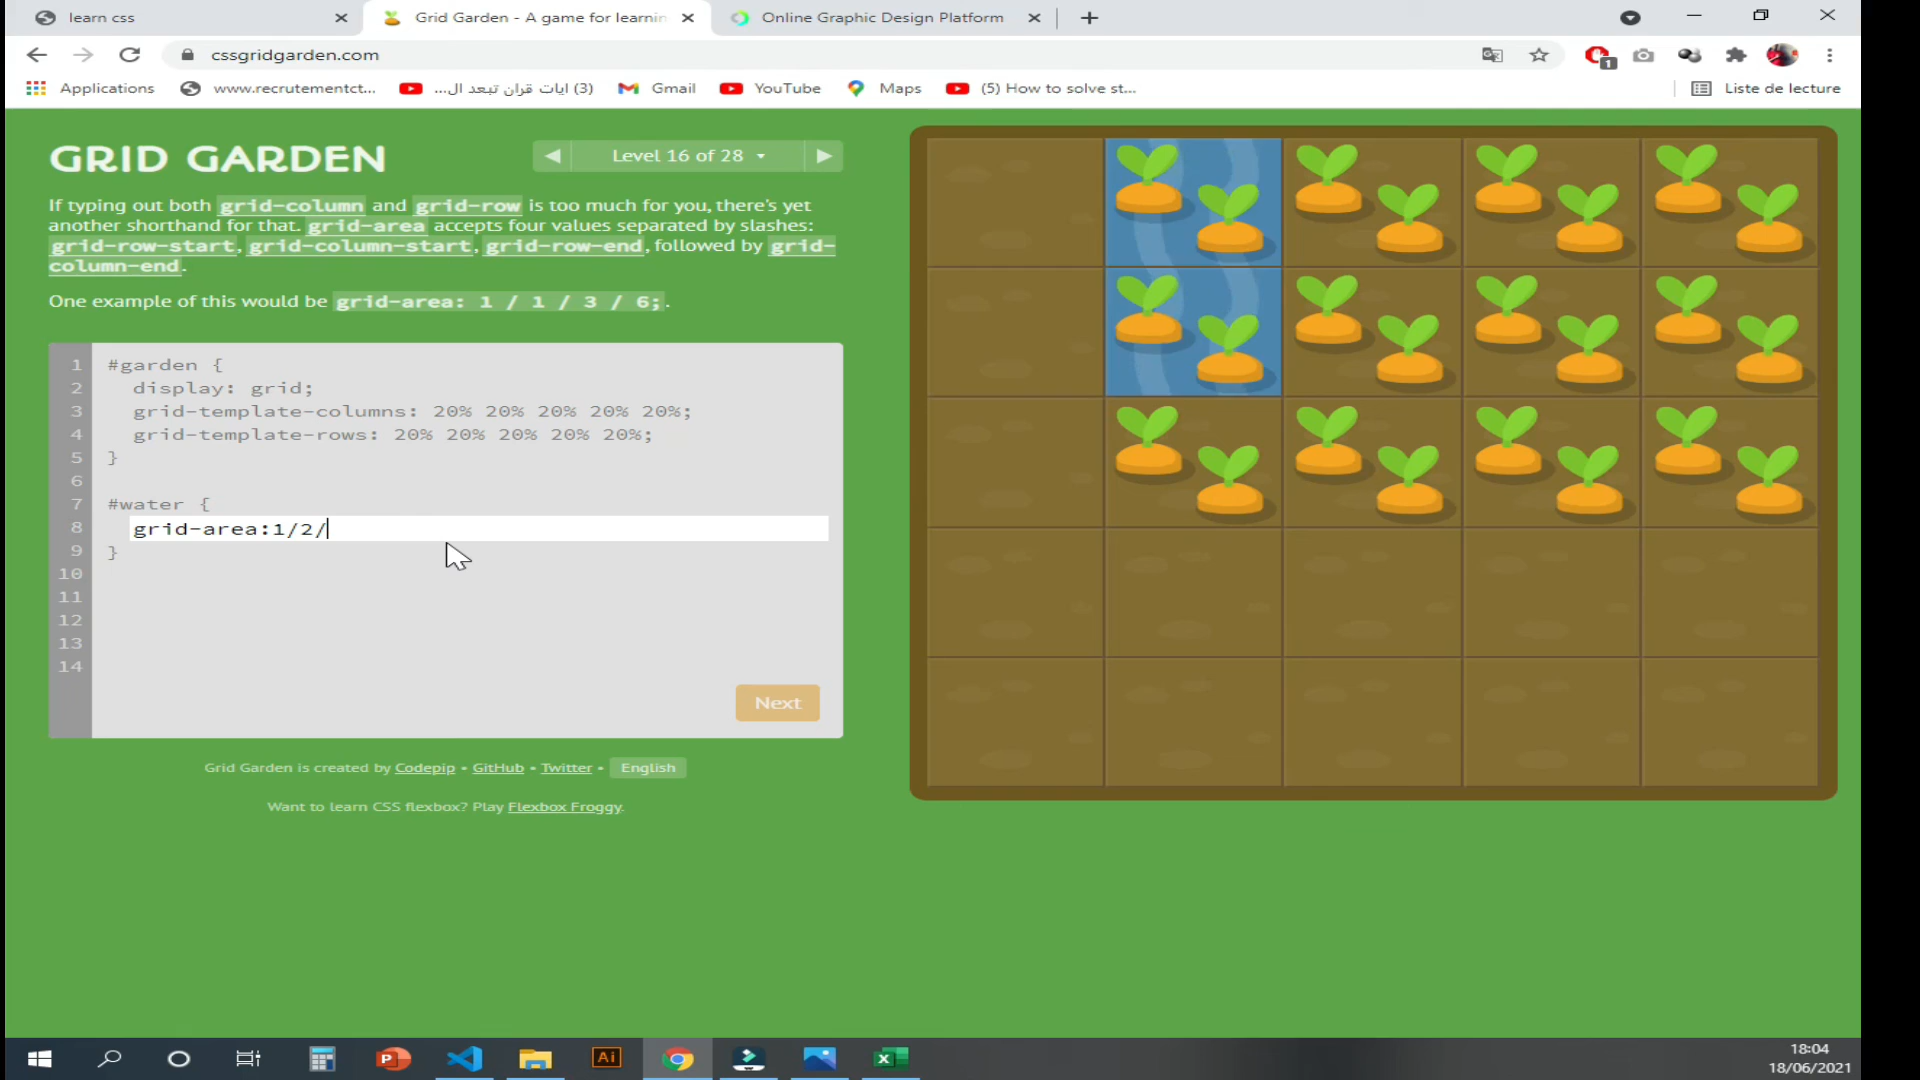 learn css
Grid Garden - A game for learnin
Online Graphic Design Platform
cssgridgarden.com
1
Applications
www.recrutementct...
(3) ايات قران تبعد ال...
Gmail
YouTube
Maps
(5) How to solve st...
Liste de lecture
GRID GARDEN
Level 16 of 28
If typing out both grid-column and grid-row is too much for you, there's yet
another shorthand for that. grid-area accepts four values separated by slashes:
grid-row-start, grid-column-start, grid-row-end, followed by grid-
column-end.
One example of this would be grid-area: 1 / 1 / 3 / 6;.
1 #garden {
2 display: grid;
3 grid-template-columns: 20% 20% 20% 20% 20%;
4 grid-template-rows: 20% 20% 20% 20% 20%;
5 }
6
7 #water {
8 grid-area:1/2/
9 }
10
11
12
13
14
Next
Grid Garden is created by Codepip • GitHub • Twitter • English
Want to learn CSS flexbox? Play Flexbox Froggy.
P
Ai
X
18:04
18/06/2021